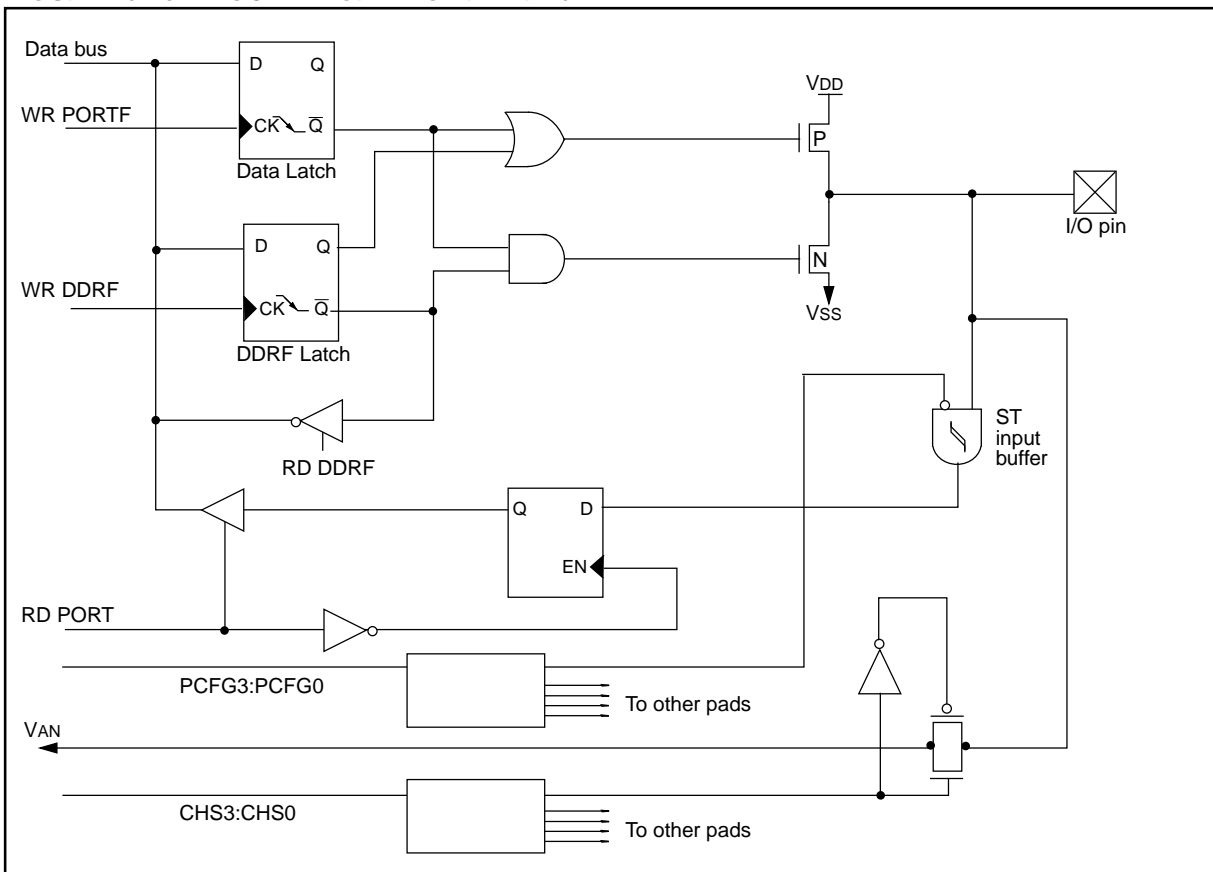 Data bus
D
Q
VDD
WR PORTF
CK
Q
P
Data Latch
I/O pin
D
Q
N
WR DDRF
CK
Q
VSS
DDRF Latch
ST
input
buffer
RD DDRF
Q
D
EN
RD PORT
PCFG3:PCFG0
To other pads
VAN
CHS3:CHS0
To other pads